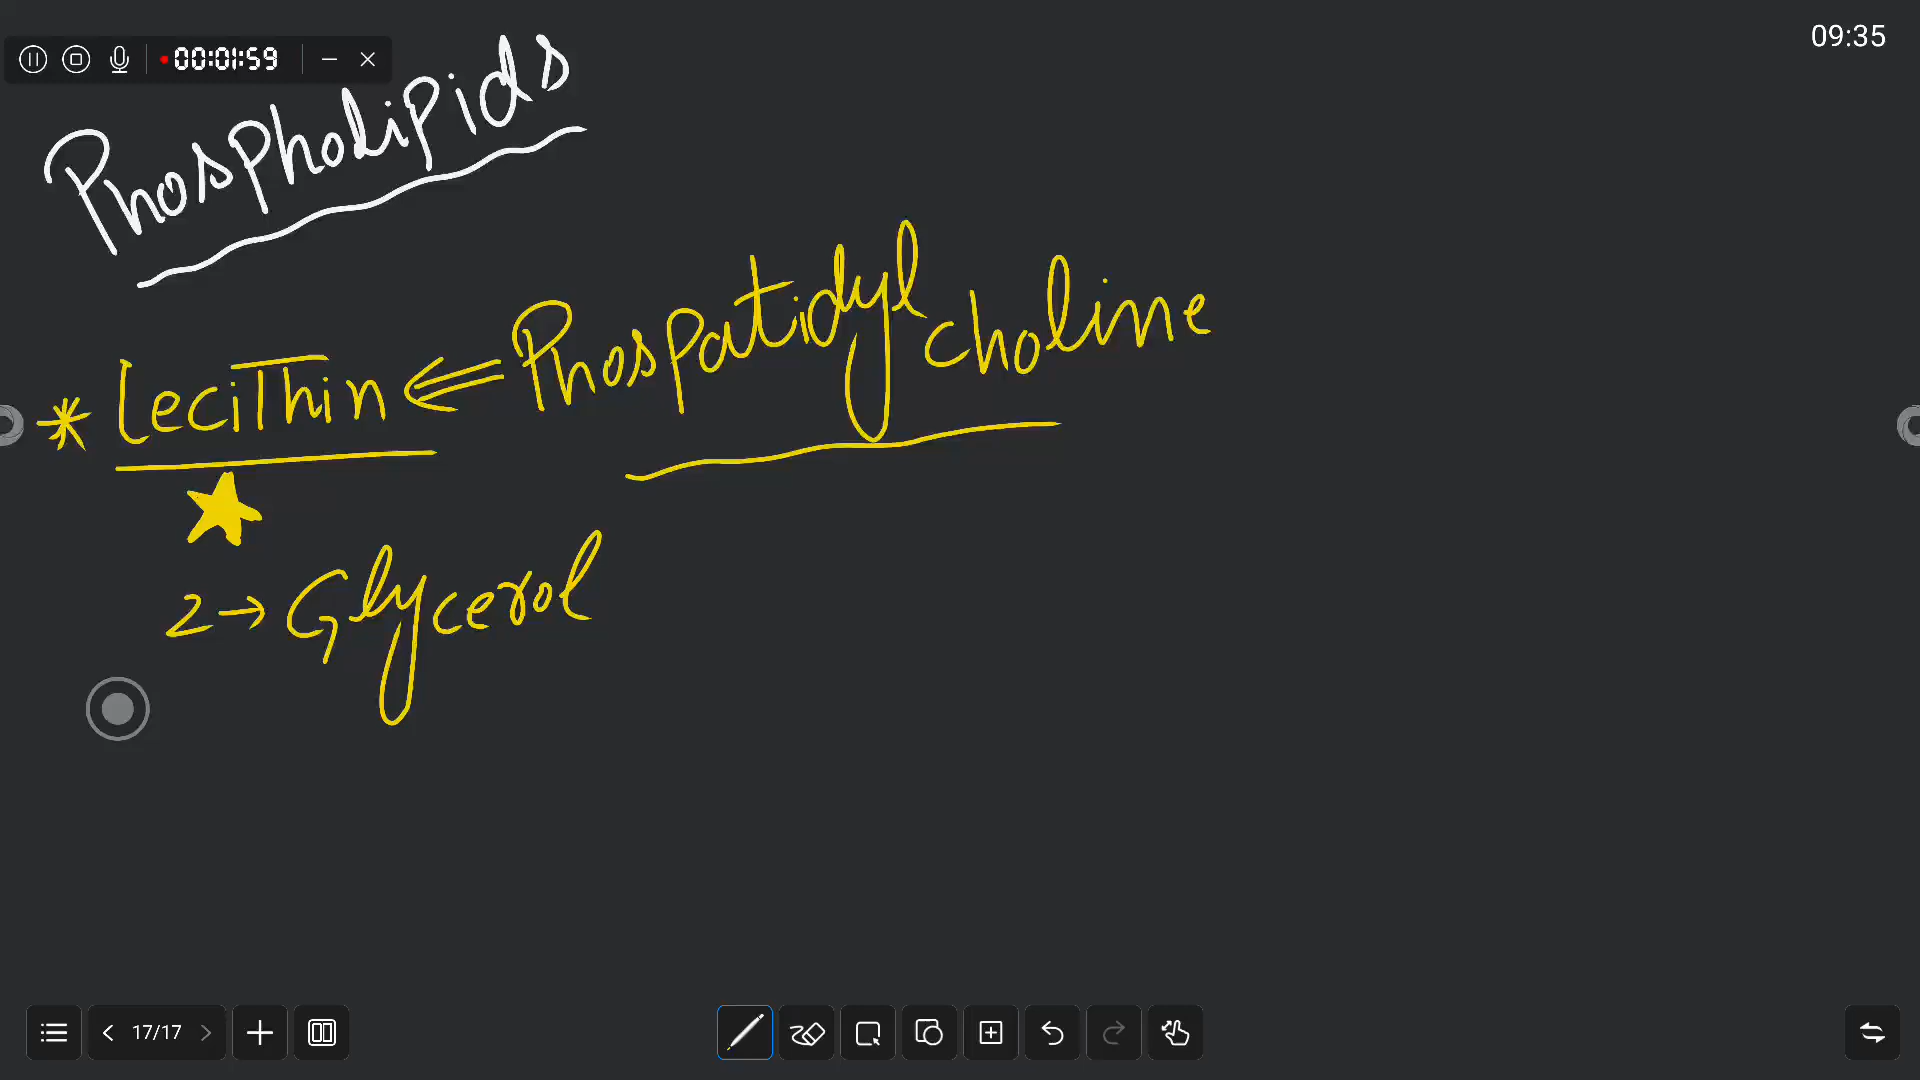 09:35
00:01:59
Phospholipids
* Lecithin ⇐ Phospatidyl choline
2 → Glycerol
17/17